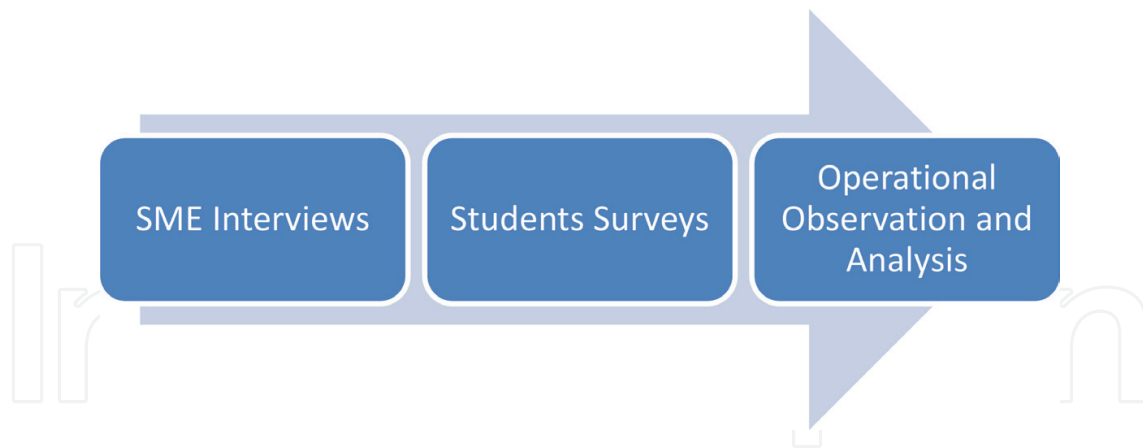 SME Interviews
Students Surveys
Operational
Observation and
Analysis